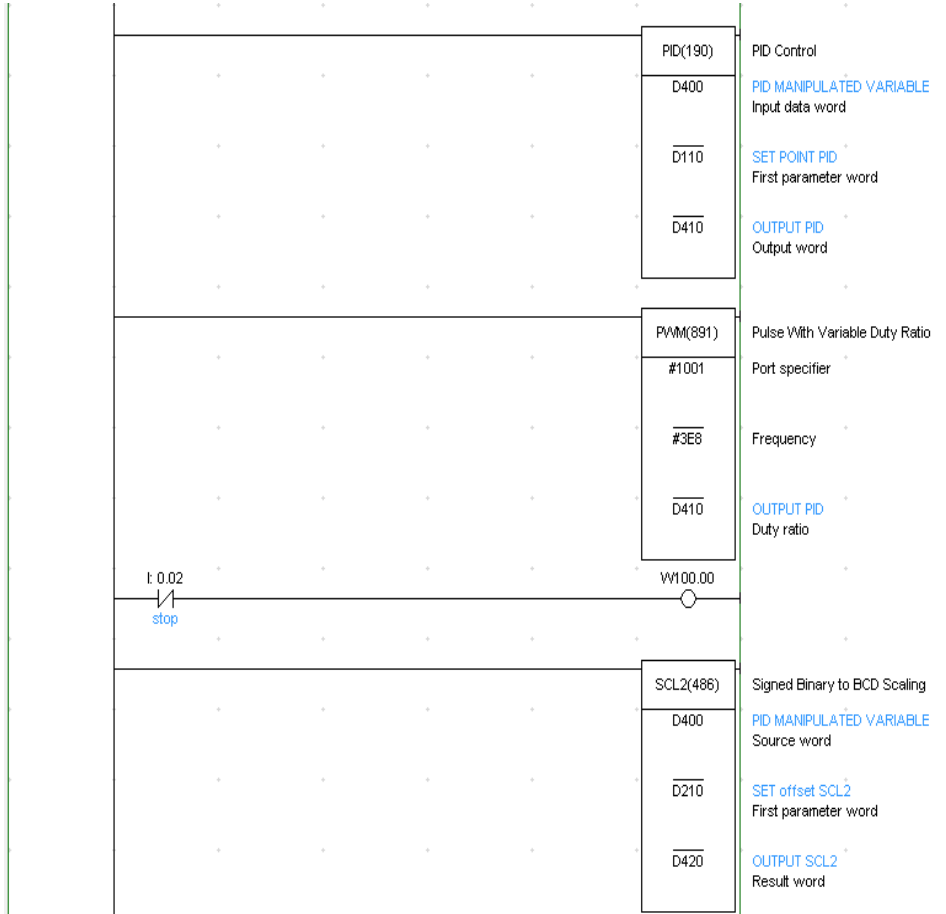 PID(190) PID Control
D400 PID MANIPULATED VARIABLE
Input data word
D110 SET POINT PID
First parameter word
D410 OUTPUT PID
Output word
PWM(891) Pulse With Variable Duty Ratio
#1001 Port specifier
#3E8 Frequency
D410 OUTPUT PID
Duty ratio
I: 0.02 W100.00
stop
SCL2(486) Signed Binary to BCD Scaling
D400 PID MANIPULATED VARIABLE
Source word
D210 SET offset SCL2
First parameter word
D420 OUTPUT SCL2
Result word